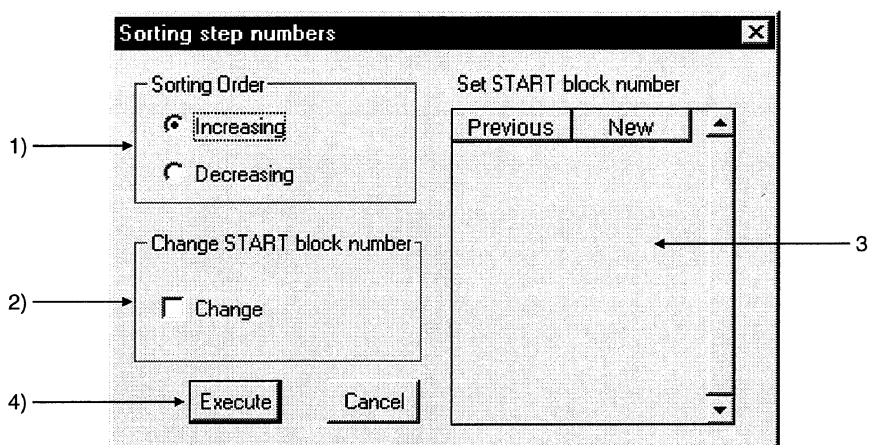 Sorting step numbers
Sorting Order
Set START block number
Increasing
Previous New
1)
Decreasing
Change START block number
3
2)
Change
4)
Execute Cancel